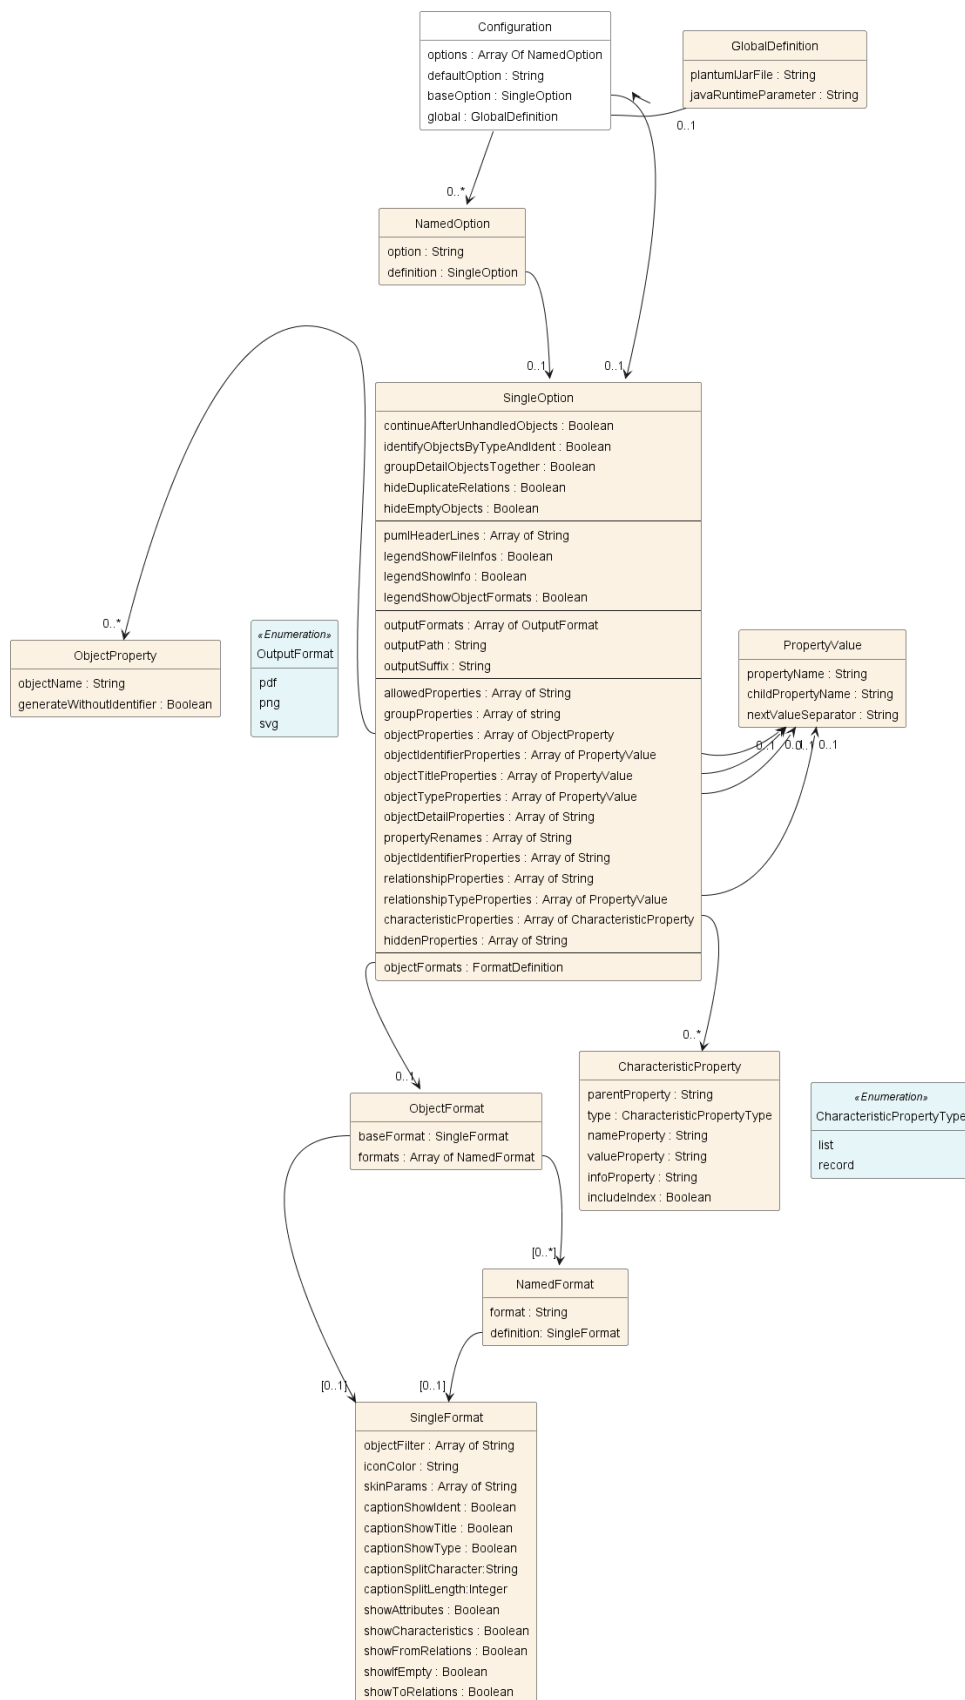 Configuration
options : Array Of NamedOption
defaultOption : String
baseOption : SingleOption
global : GlobalDefinition
GlobalDefinition
plantumlJarFile : String
javaRuntimeParameter : String
0..1
0..*
NamedOption
option : String
definition : SingleOption
0..1
0..1
SingleOption
continueAfterUnhandledObjects : Boolean
identifyObjectsByTypeAndIdent : Boolean
groupDetailObjectsTogether : Boolean
hideDuplicateRelations : Boolean
hideEmptyObjects : Boolean
pumlHeaderLines : Array of String
legendShowFileInfos : Boolean
legendShowInfo : Boolean
legendShowObjectFormats : Boolean
outputFormats : Array of OutputFormat
outputPath : String
outputSuffix : String
allowedProperties : Array of String
groupProperties : Array of string
objectProperties : Array of ObjectProperty
objectIdentifierProperties : Array of PropertyValue
objectTitleProperties : Array of PropertyValue
objectTypeProperties : Array of PropertyValue
objectDetailProperties : Array of String
propertyRenames : Array of String
objectIdentifierProperties : Array of String
relationshipProperties : Array of String
relationshipTypeProperties : Array of PropertyValue
characteristicProperties : Array of CharacteristicProperty
hiddenProperties : Array of String
objectFormats : FormatDefinition
0..*
ObjectProperty
objectName : String
generateWithoutIdentifier : Boolean
«Enumeration»
OutputFormat
pdf
png
svg
PropertyValue
propertyName : String
childPropertyName : String
nextValueSeparator : String
0..1
0..1
0..1
0..1
0..*
CharacteristicProperty
parentProperty : String
type : CharacteristicPropertyType
nameProperty : String
valueProperty : String
infoProperty : String
includeIndex : Boolean
«Enumeration»
CharacteristicPropertyType
list
record
0..1
ObjectFormat
baseFormat : SingleFormat
formats : Array of NamedFormat
[0..*]
NamedFormat
format : String
definition: SingleFormat
[0..1]
[0..1]
SingleFormat
objectFilter : Array of String
iconColor : String
skinParams : Array of String
captionShowIdent : Boolean
captionShowTitle : Boolean
captionShowType : Boolean
captionSplitCharacter:String
captionSplitLength:Integer
showAttributes : Boolean
showCharacteristics : Boolean
showFromRelations : Boolean
showIfEmpty : Boolean
showToRelations : Boolean